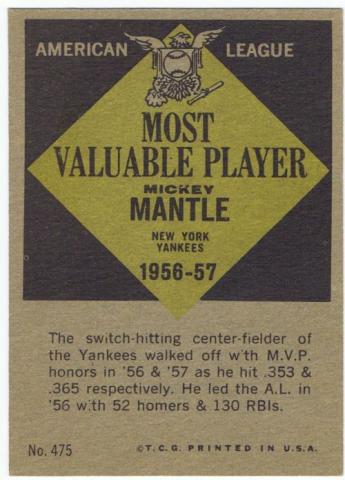 AMERICAN LEAGUE
MOST
VALUABLE PLAYER
MICKEY
MANTLE
NEW YORK
YANKEES
1956-57
The switch-hitting center-fielder of
the Yankees walked off with M.V.P.
honors in '56 & '57 as he hit .353 &
.365 respectively. He led the A.L. in
'56 with 52 homers & 130 RBIs.
No. 475 ©T.C.G. PRINTED IN U.S.A.